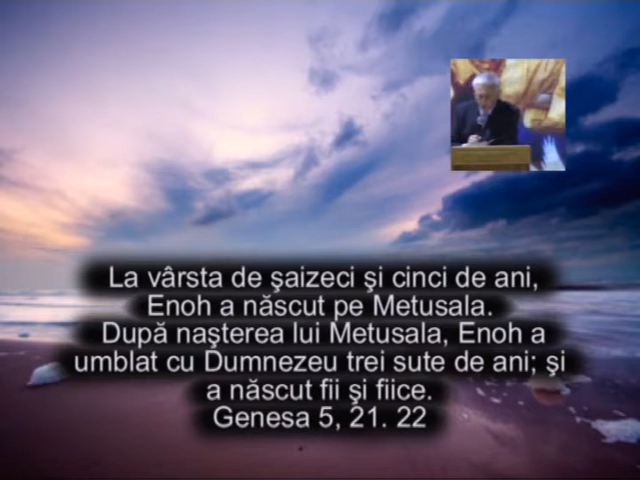 La vârsta de şaizeci şi cinci de ani,
Enoh a născut pe Metusala.
După naşterea lui Metusala, Enoh a
umblat cu Dumnezeu trei sute de ani; şi
a născut fii şi fiice.
Genesa 5, 21. 22